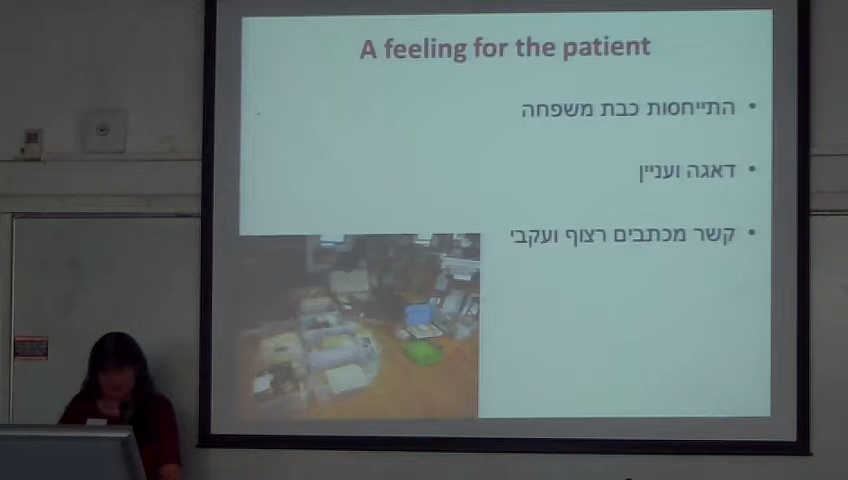 A feeling for the patient
• התייחסות כבת משפחה
• דאגה ועניין
• קשר מכתבים רצוף ועקבי